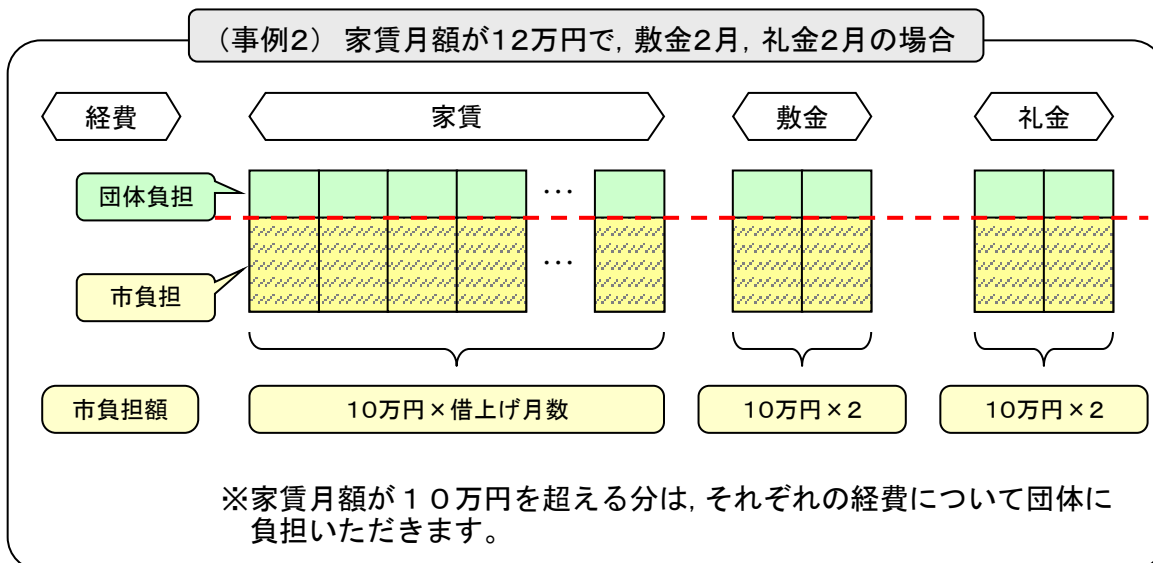 （事例２） 家賃月額が１２万円で，敷金２月，礼金２月の場合
経費
家賃
敷金
礼金
団体負担
…
市負担
…
市負担額
１０万円×借上げ月数
１０万円×２
１０万円×２
※家賃月額が１０万円を超える分は，それぞれの経費について団体に
負担いただきます。